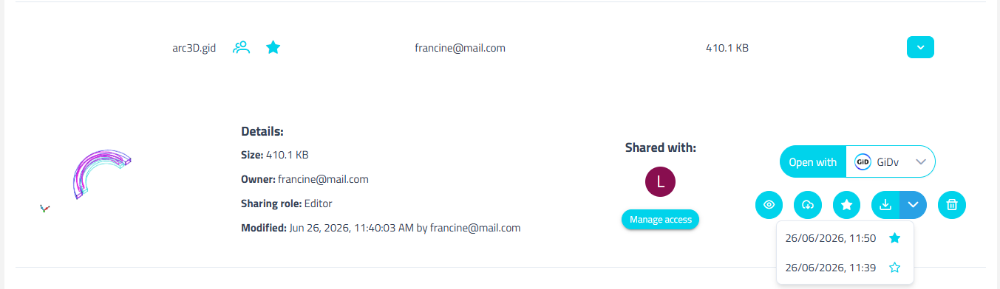 arc3D.gid francine@mail.com 410.1 KB
Details:
Size: 410.1 KB
Owner: francine@mail.com
Sharing role: Editor
Modified: Jun 26, 2026, 11:40:03 AM by francine@mail.com
Shared with:
L
Manage access
Open with GiD GiDv
26/06/2026, 11:50
26/06/2026, 11:39